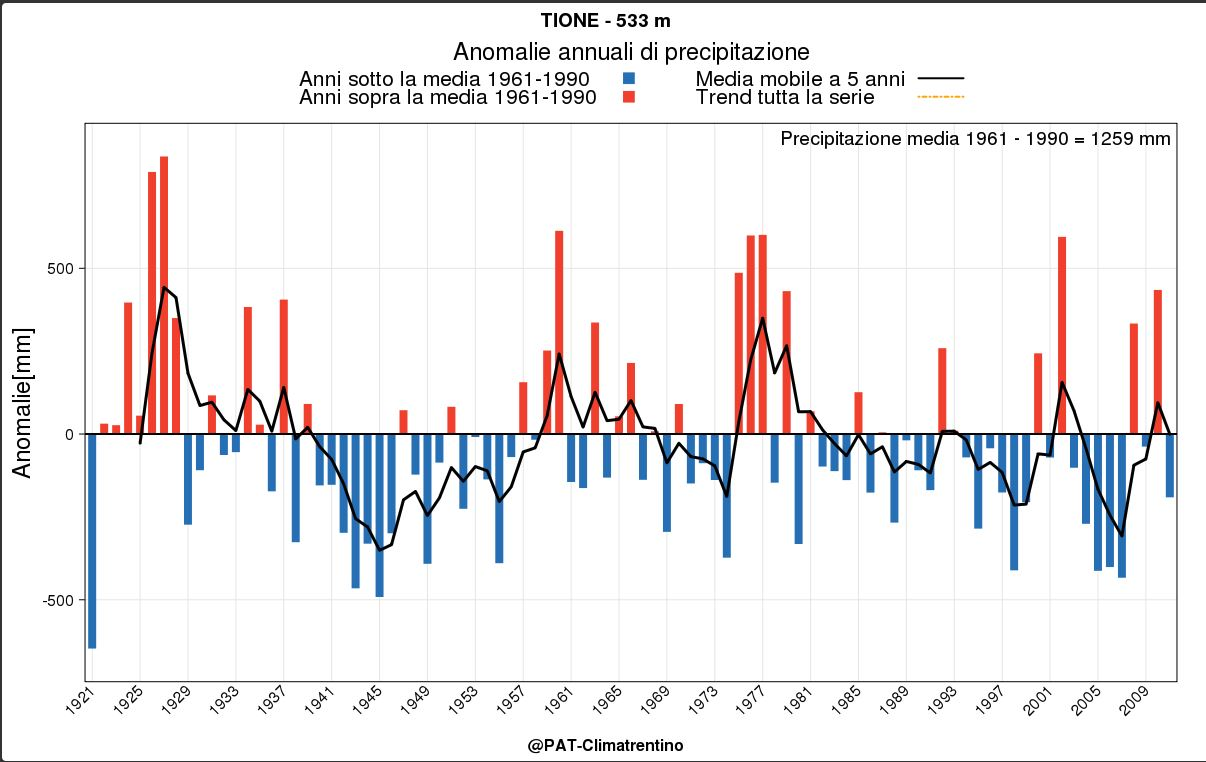 TIONE - 533 m
Anomalie annuali di precipitazione
Anni sotto la media 1961-1990
Media mobile a 5 anni
Anni sopra la media 1961-1990
Trend tutta la serie
Precipitazione media 1961 - 1990 = 1259 mm
Anomalie[mm]
500
0
-500
1921 1925 1929 1933 1937 1941 1945 1949 1953 1957 1961 1965 1969 1973 1977 1981 1985 1989 1993 1997 2001 2005 2009
@PAT-Climatrentino